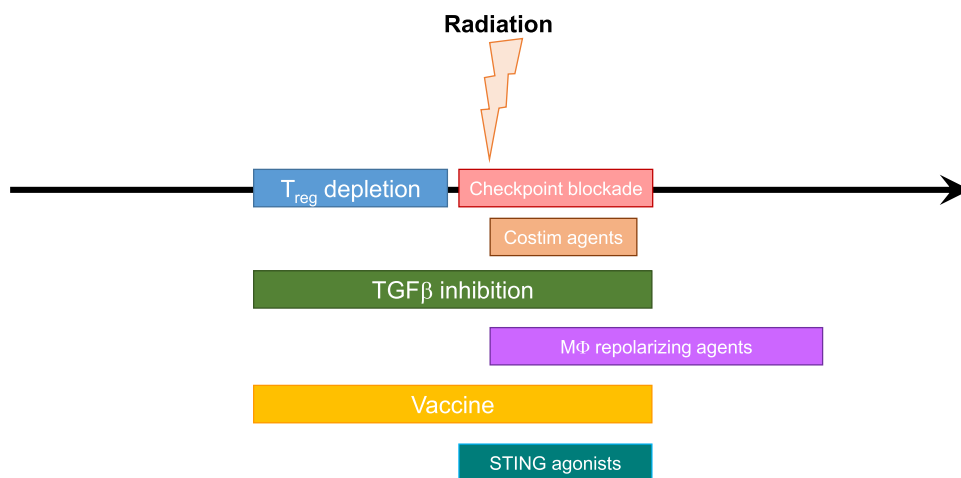 Radiation
Treg depletion
Checkpoint blockade
Costim agents
TGFβ inhibition
MΦ repolarizing agents
Vaccine
STING agonists